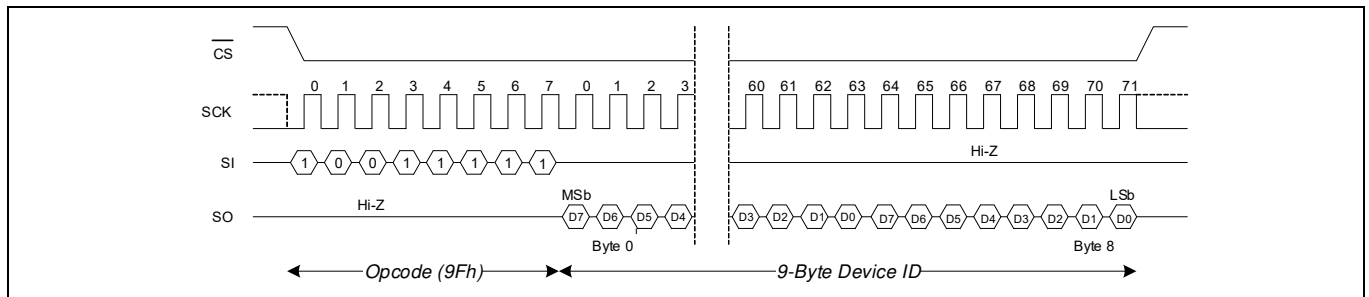 CS
0 1 2 3 4 5 6 7 0 1 2 3 60 61 62 63 64 65 66 67 68 69 70 71
SCK
Hi-Z
SI 1 0 0 1 1 1 1 1
Hi-Z MSb LSb
SO D7 D6 D5 D4 D3 D2 D1 D0 D7 D6 D5 D4 D3 D2 D1 D0
Byte 0 Byte 8
Opcode (9Fh) 9-Byte Device ID